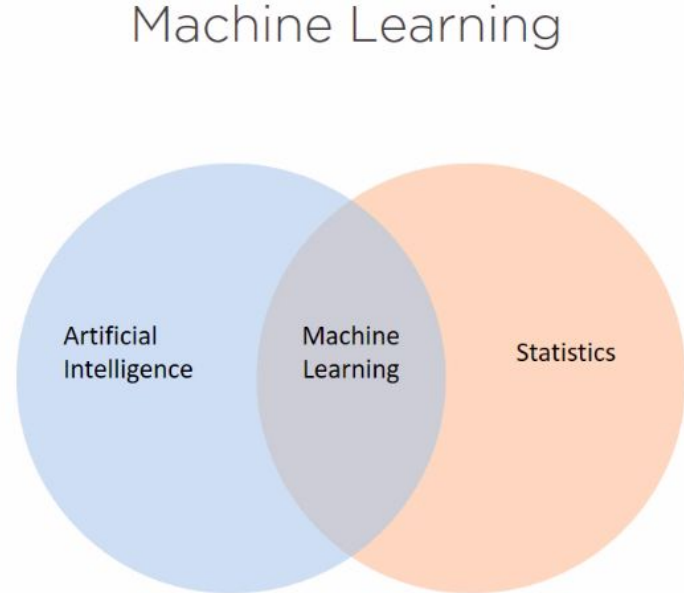 Machine Learning
Artificial
Intelligence
Machine
Learning
Statistics